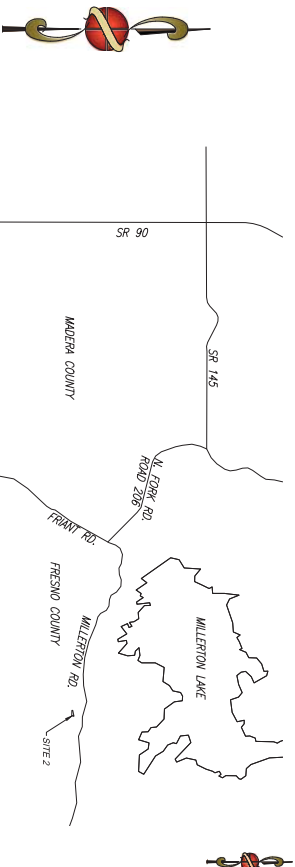 SR 90
SR 145
MADERA COUNTY
N. FORK RD.
ROAD 206
FRIANT RD.
FRESNO COUNTY
MILLERTON RD.
MILLERTON LAKE
SITE 2